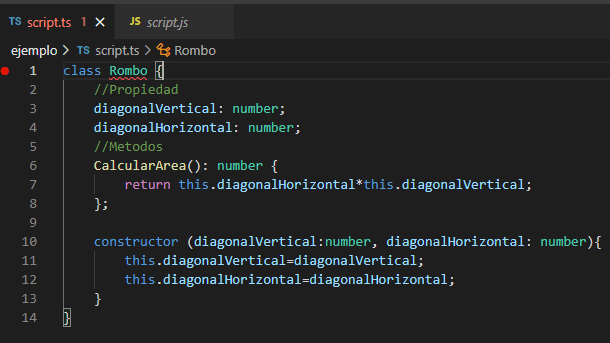 TS script.ts 1 × JS script.js
ejemplo > TS script.ts > Rombo
1 class Rombo {
2 //Propiedad
3 diagonalVertical: number;
4 diagonalHorizontal: number;
5 //Metodos
6 CalcularArea(): number {
7 return this.diagonalHorizontal*this.diagonalVertical;
8 };
9
10 constructor (diagonalVertical:number, diagonalHorizontal: number){
11 this.diagonalVertical=diagonalVertical;
12 this.diagonalHorizontal=diagonalHorizontal;
13 }
14 }